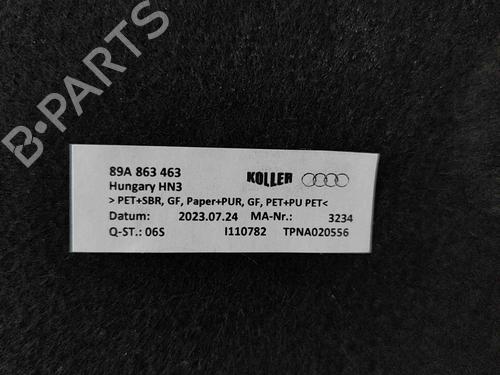 B-PARTS
89A 863 463 KOLLER
Hungary HN3
> PET+SBR, GF, Paper+PUR, GF, PET+PU PET<
Datum: 2023.07.24 MA-Nr.: 3234
Q-ST.: 06S I110782 TPNA020556